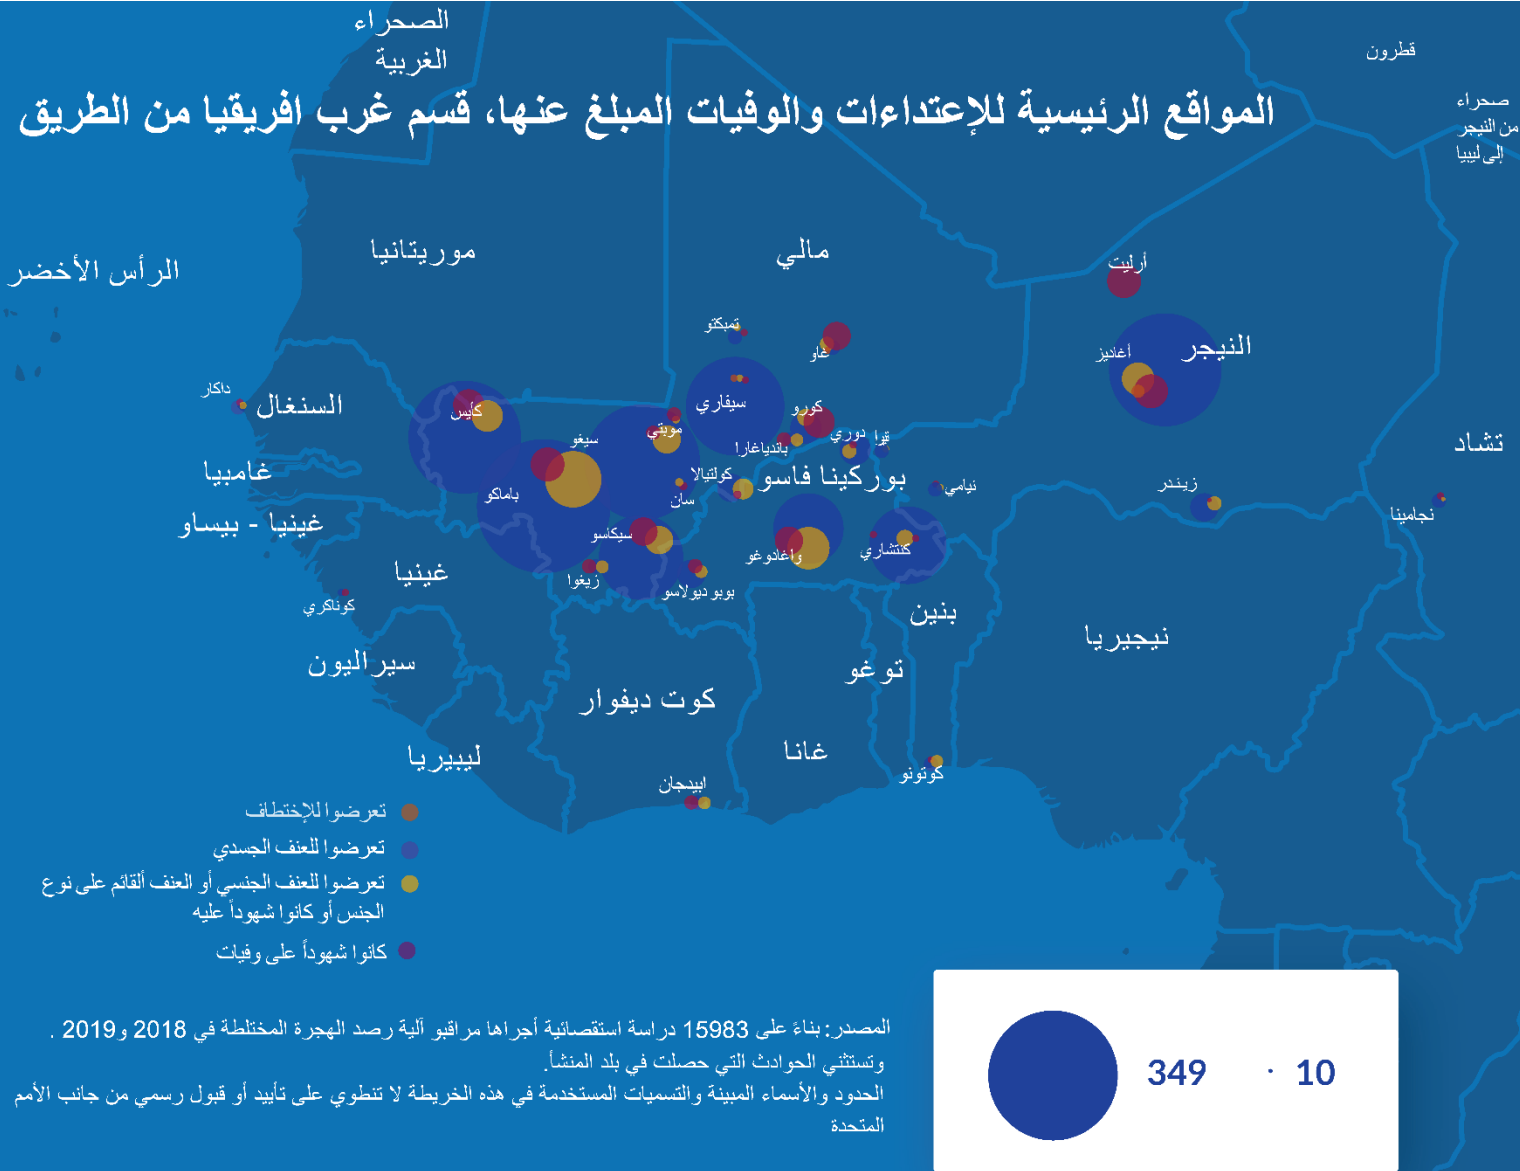 الصحراء
الغربية
قطرون
صحراء
من النيجر
إلى ليبيا
المواقع الرئيسية للإعتداءات والوفيات المبلغ عنها، قسم غرب افريقيا من الطريق
موريتانيا
مالي
الرأس الأخضر
أرليت
تمبكتو
غاو
النيجر
أغاديز
داكار
السنغال
كايس
سيفاري
كورو
موبتي
سيغو
باندياغارا
دوري
تيرا
تشاد
غامبيا
باماكو
كولتيالا
بوركينا فاسو
سان
نيامي
زيندر
نجامينا
غينيا - بيساو
سيكاسو
واغادوغو
كنتشاري
غينيا
زيغوا
بوبو ديولاسو
كوناكري
بنين
نيجيريا
سيراليون
توغو
كوت ديفوار
ليبيريا
غانا
كوتونو
ابيدجان
تعرضوا للإختطاف
تعرضوا للعنف الجسدي
تعرضوا للعنف الجنسي أو العنف ألقائم على نوع
الجنس أو كانوا شهوداً عليه
كانوا شهوداً على وفيات
المصدر: بناءً على 15983 دراسة استقصائية أجراها مراقبو آلية رصد الهجرة المختلطة في 2018 و2019 .
وتستثني الحوادث التي حصلت في بلد المنشأ.
الحدود والأسماء المبينة والتسميات المستخدمة في هذه الخريطة لا تنطوي على تأييد أو قبول رسمي من جانب الأمم
المتحدة
349
10